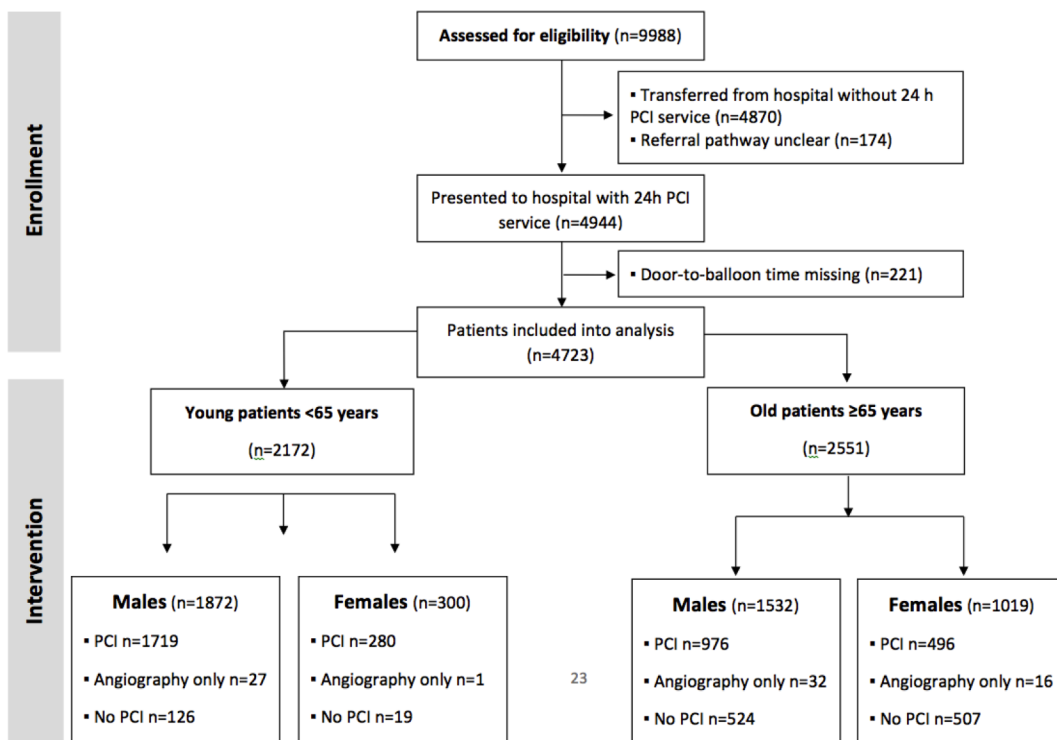 Enrollment
Assessed for eligibility (n=9988)
▪ Transferred from hospital without 24 h
PCI service (n=4870)
▪ Referral pathway unclear (n=174)
Presented to hospital with 24h PCI
service (n=4944)
▪ Door-to-balloon time missing (n=221)
Patients included into analysis
(n=4723)
Intervention
Young patients <65 years
(n=2172)
Old patients ≥65 years
(n=2551)
Males (n=1872)
▪ PCI n=1719
▪ Angiography only n=27
▪ No PCI n=126
Females (n=300)
▪ PCI n=280
▪ Angiography only n=1
▪ No PCI n=19
23
Males (n=1532)
▪ PCI n=976
▪ Angiography only n=32
▪ No PCI n=524
Females (n=1019)
▪ PCI n=496
▪ Angiography only n=16
▪ No PCI n=507